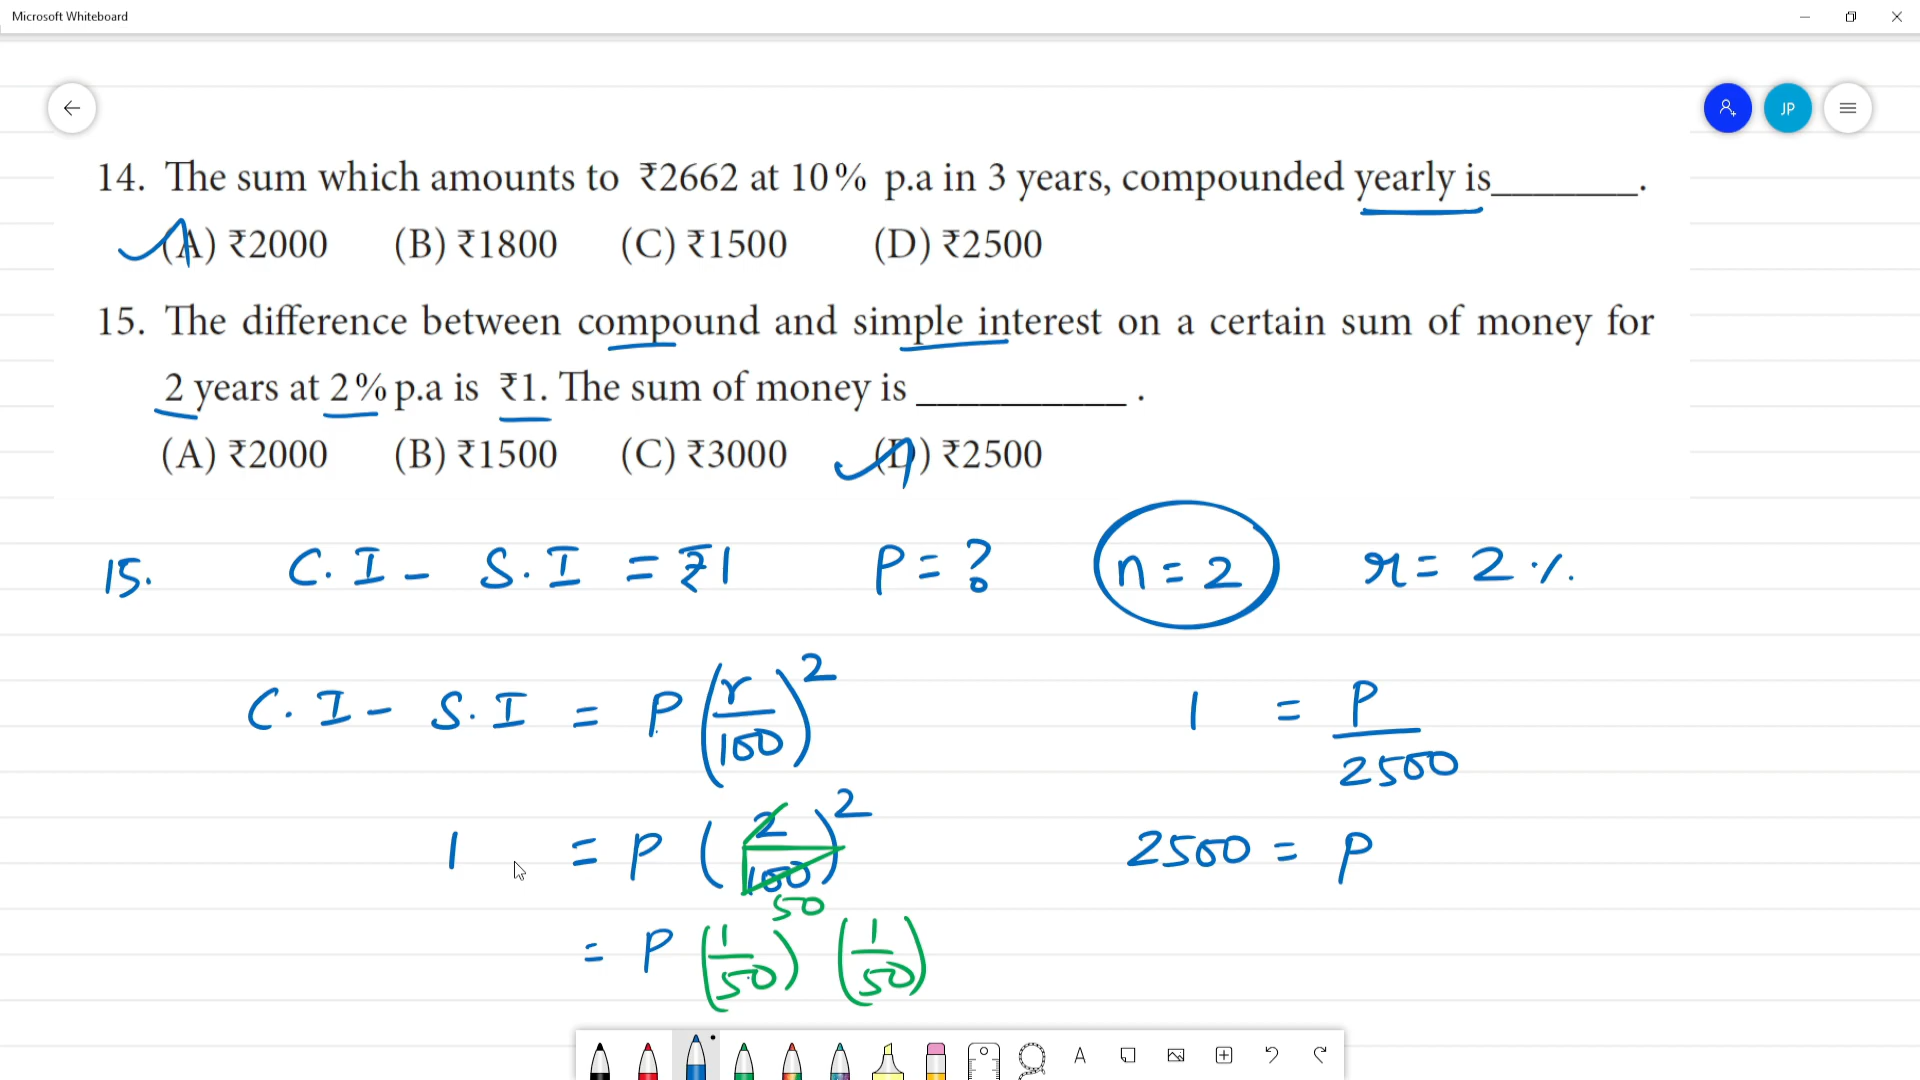 Microsoft Whiteboard
JP
14. The sum which amounts to ₹2662 at 10% p.a in 3 years, compounded yearly is_______.
(A) ₹2000 (B) ₹1800 (C) ₹1500 (D) ₹2500
15. The difference between compound and simple interest on a certain sum of money for
2 years at 2% p.a is ₹1. The sum of money is __________ .
(A) ₹2000 (B) ₹1500 (C) ₹3000 (D) ₹2500
15. C.I - S.I = ₹1 P = ? n = 2 r = 2%
C.I - S.I = P (r/100)² 1 = P/2500
1 = P (2/100)² 2500 = P
50
= P (1/50) (1/50)
A